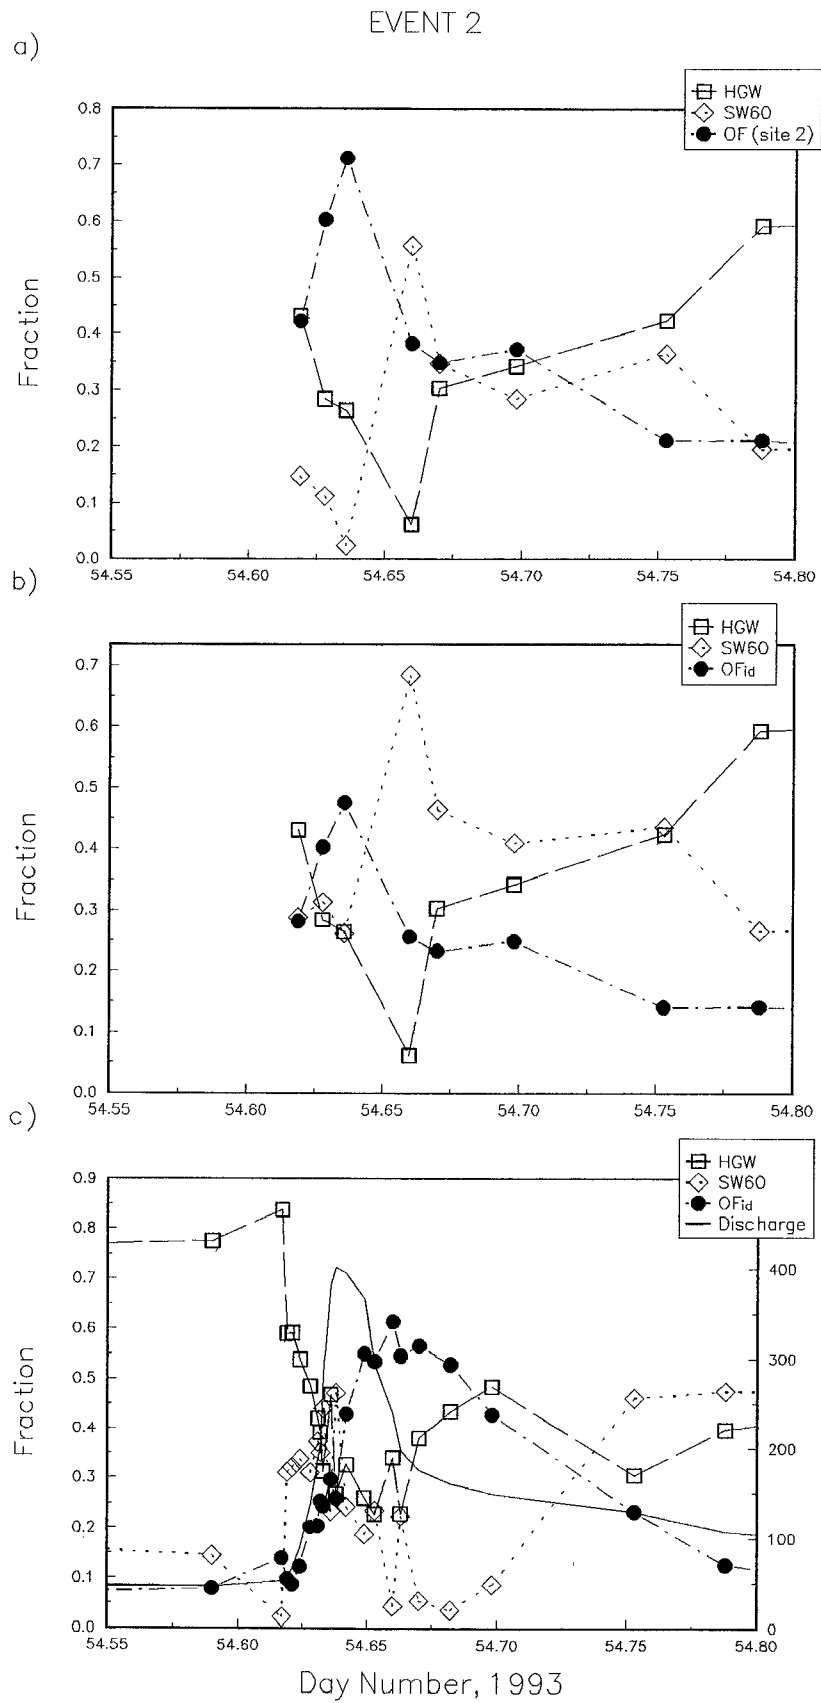 EVENT 2
a)
HGW
SW60
OF (site 2)
0.8
0.7
0.6
0.5
0.4
0.3
0.2
0.1
0.0
Fraction
54.55 54.60 54.65 54.70 54.75 54.80
b)
HGW
SW60
OFid
0.7
0.6
0.5
0.4
0.3
0.2
0.1
0.0
Fraction
54.55 54.60 54.65 54.70 54.75 54.80
c)
HGW
SW60
OFid
Discharge
0.9
0.8
0.7
0.6
0.5
0.4
0.3
0.2
0.1
0.0
Fraction
400
300
200
100
0
54.55 54.60 54.65 54.70 54.75 54.80
Day Number, 1993